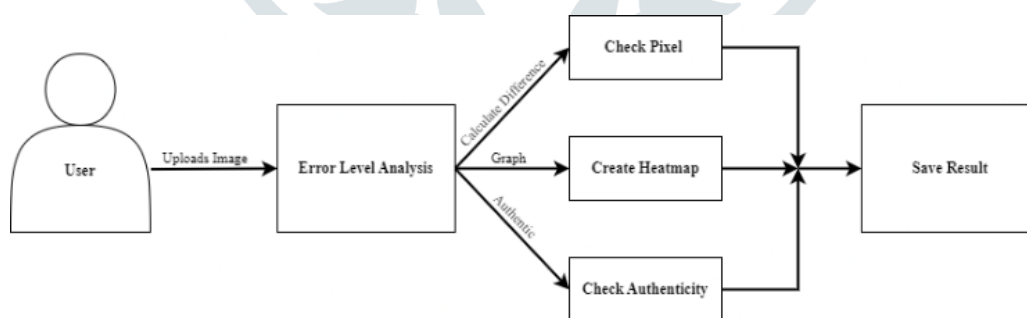 Check Pixel
Calculate Difference
User
Uploads Image
Error Level Analysis
Graph
Create Heatmap
Save Result
Authentic
Check Authenticity